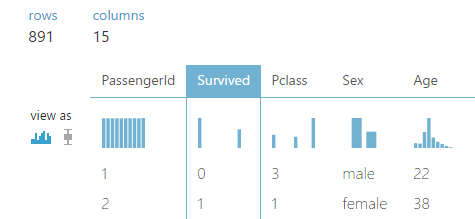 rows columns
891 15
PassengerId Survived Pclass Sex Age
view as
1 0 3 male 22
2 1 1 female 38